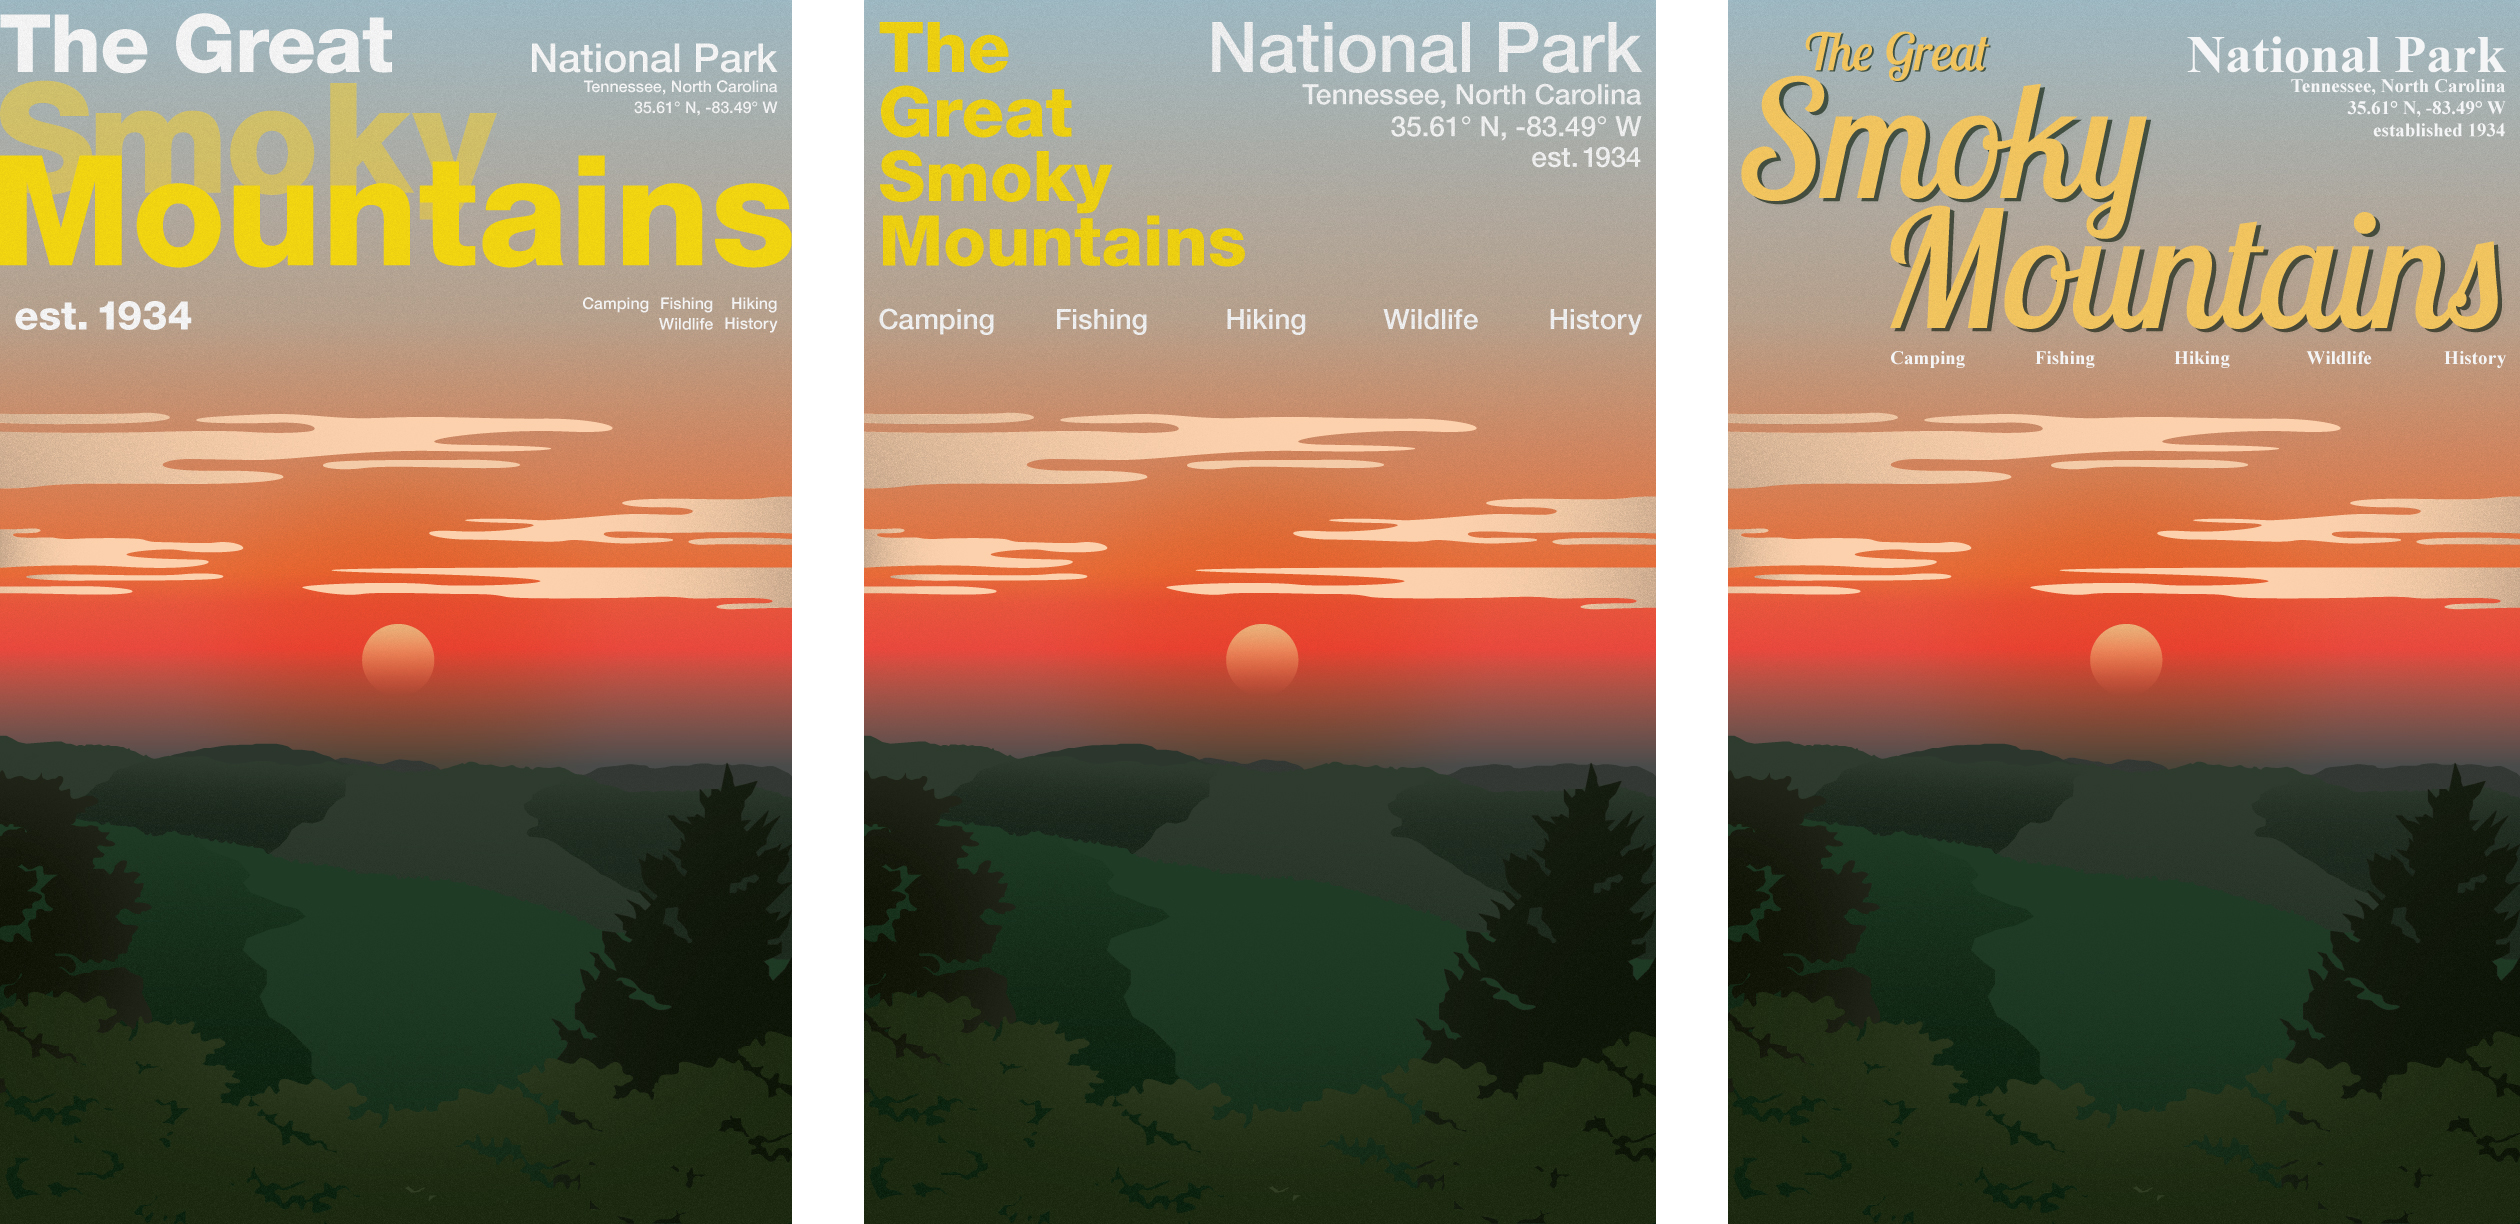 The Great
Smoky
Mountains
National Park
Tennessee, North Carolina
35.61° N, -83.49° W
est. 1934
Camping Fishing Hiking
Wildlife History
The
Great
Smoky
Mountains
National Park
Tennessee, North Carolina
35.61° N, -83.49° W
est. 1934
Camping Fishing Hiking Wildlife History
The Great
Smoky
Mountains
National Park
Tennessee, North Carolina
35.61° N, -83.49° W
established 1934
Camping Fishing Hiking Wildlife History